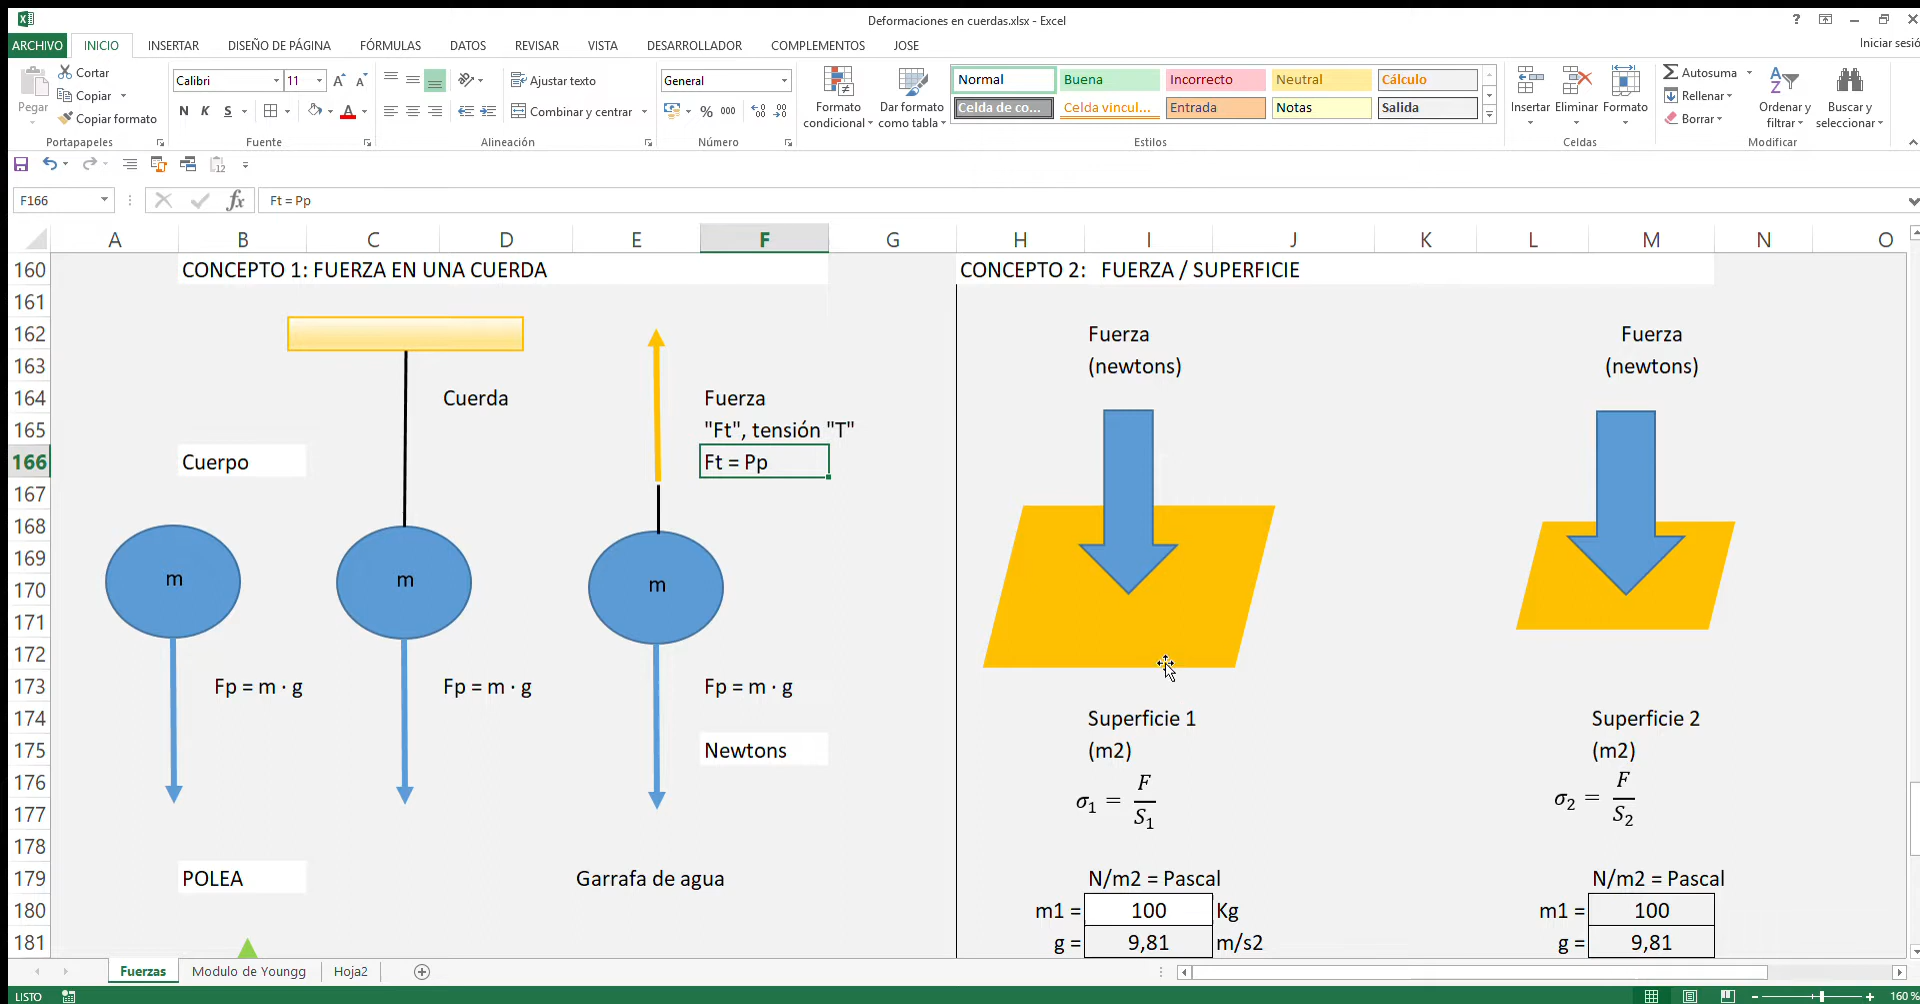 Deformaciones en cuerdas.xlsx - Excel
?
ARCHIVO INICIO INSERTAR DISEÑO DE PÁGINA FÓRMULAS DATOS REVISAR VISTA DESARROLLADOR COMPLEMENTOS JOSE
Iniciar sesió
Pegar
Cortar
Copiar
Copiar formato
Portapapeles
Calibri 11
N K S
A
Fuente
Ajustar texto
Combinar y centrar
Alineación
General
% 000
Número
Formato condicional
Dar formato como tabla
Normal Buena Incorrecto Neutral Cálculo
Celda de co... Celda vincul... Entrada Notas Salida
Estilos
Insertar Eliminar Formato
Celdas
Autosuma
Rellenar
Borrar
Ordenar y filtrar
Buscar y seleccionar
Modificar
F166
fx
Ft = Pp
A B C D E F G H I J K L M N O
160 CONCEPTO 1: FUERZA EN UNA CUERDA CONCEPTO 2: FUERZA / SUPERFICIE
161
162 Fuerza Fuerza
163 (newtons) (newtons)
164 Cuerda Fuerza
165 "Ft", tensión "T"
166 Cuerpo Ft = Pp
167
168
169 m m m
170
171
172
173 Fp = m · g Fp = m · g Fp = m · g
174 Superficie 1 Superficie 2
175 Newtons (m2) (m2)
176
177 σ1 = F/S1 σ2 = F/S2
178
179 POLEA Garrafa de agua N/m2 = Pascal N/m2 = Pascal
180 m1 = 100 Kg m1 = 100
181 g = 9,81 m/s2 g = 9,81
Fuerzas Modulo de Youngg Hoja2
LISTO
160 %